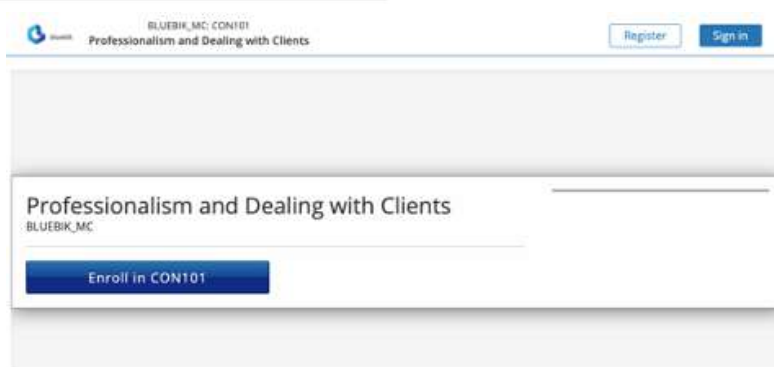 BLUEBIK_MC: CON101
Professionalism and Dealing with Clients
Register
Sign in
Professionalism and Dealing with Clients
BLUEBIK_MC
Enroll in CON101